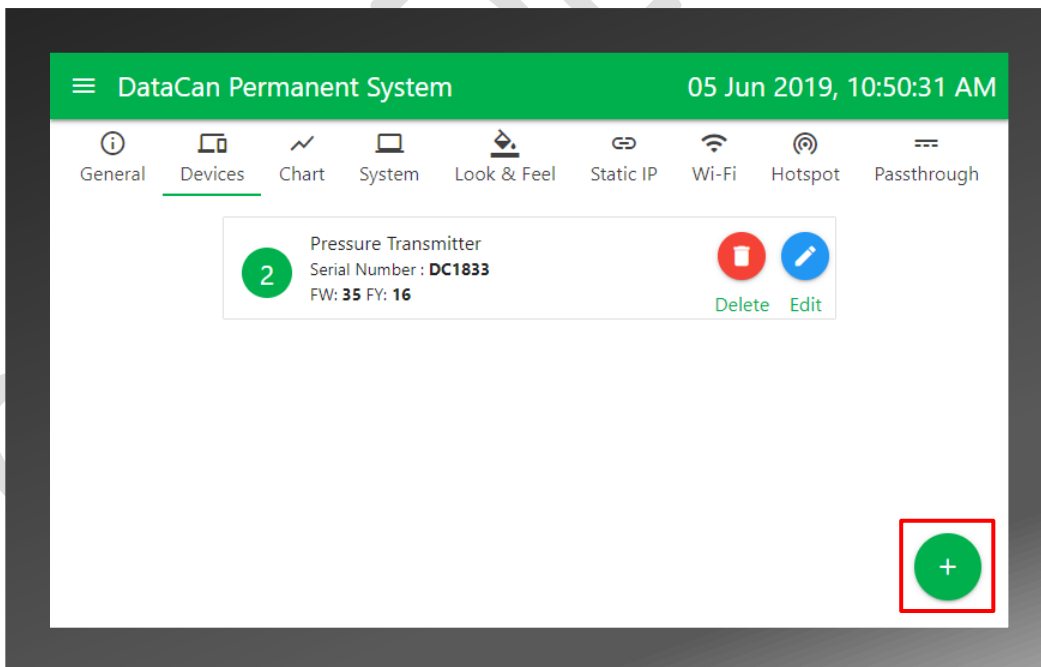 DataCan Permanent System 05 Jun 2019, 10:50:31 AM
General Devices Chart System Look & Feel Static IP Wi-Fi Hotspot Passthrough
2
Pressure Transmitter
Serial Number : DC1833
FW: 35 FY: 16
Delete Edit
+